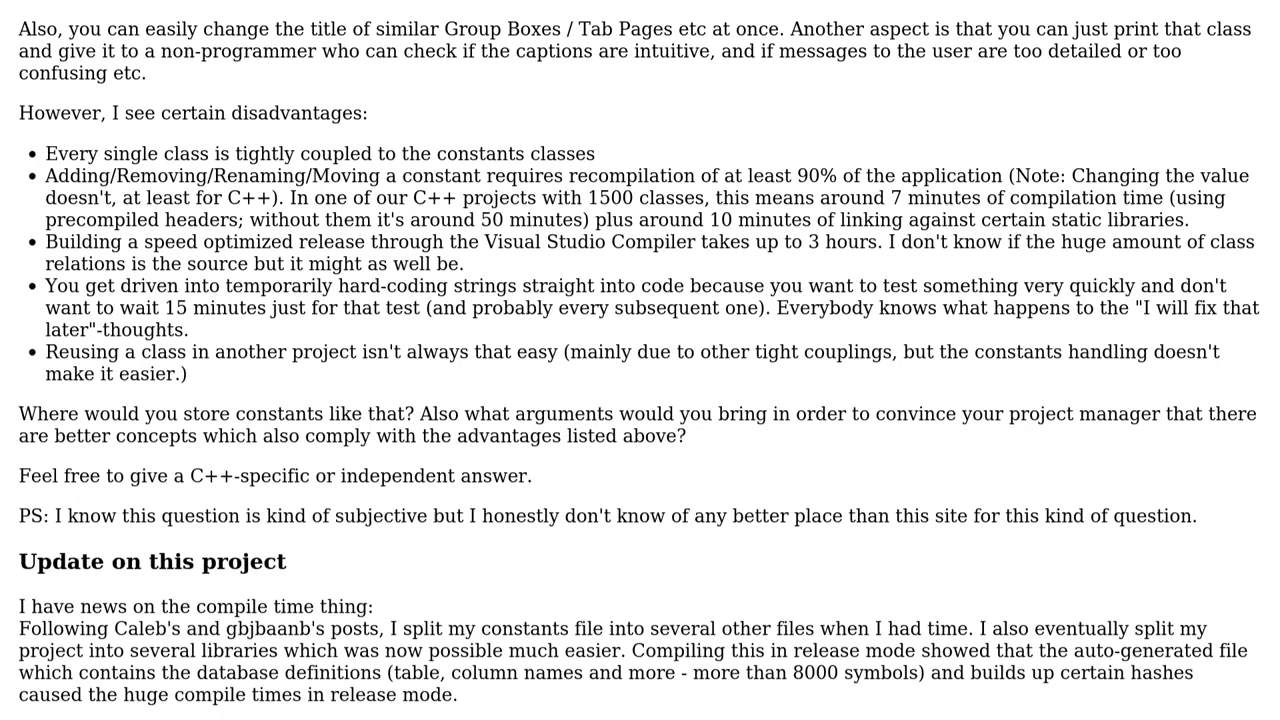 Also, you can easily change the title of similar Group Boxes / Tab Pages etc at once. Another aspect is that you can just print that class
and give it to a non-programmer who can check if the captions are intuitive, and if messages to the user are too detailed or too
confusing etc.
However, I see certain disadvantages:
• Every single class is tightly coupled to the constants classes
• Adding/Removing/Renaming/Moving a constant requires recompilation of at least 90% of the application (Note: Changing the value
doesn't, at least for C++). In one of our C++ projects with 1500 classes, this means around 7 minutes of compilation time (using
precompiled headers; without them it's around 50 minutes) plus around 10 minutes of linking against certain static libraries.
• Building a speed optimized release through the Visual Studio Compiler takes up to 3 hours. I don't know if the huge amount of class
relations is the source but it might as well be.
• You get driven into temporarily hard-coding strings straight into code because you want to test something very quickly and don't
want to wait 15 minutes just for that test (and probably every subsequent one). Everybody knows what happens to the "I will fix that
later"-thoughts.
• Reusing a class in another project isn't always that easy (mainly due to other tight couplings, but the constants handling doesn't
make it easier.)
Where would you store constants like that? Also what arguments would you bring in order to convince your project manager that there
are better concepts which also comply with the advantages listed above?
Feel free to give a C++-specific or independent answer.
PS: I know this question is kind of subjective but I honestly don't know of any better place than this site for this kind of question.
Update on this project
I have news on the compile time thing:
Following Caleb's and gbjbaanb's posts, I split my constants file into several other files when I had time. I also eventually split my
project into several libraries which was now possible much easier. Compiling this in release mode showed that the auto-generated file
which contains the database definitions (table, column names and more - more than 8000 symbols) and builds up certain hashes
caused the huge compile times in release mode.